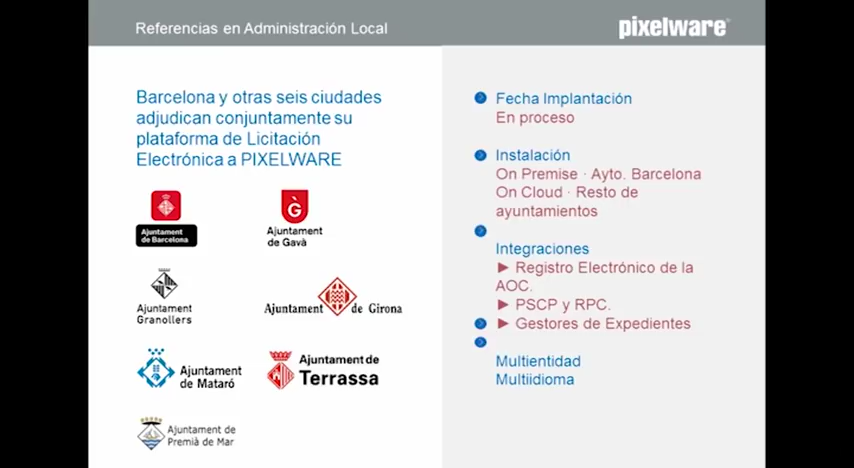 Referencias en Administración Local
pixelware
Barcelona y otras seis ciudades
adjudican conjuntamente su
plataforma de Licitación
Electrónica a PIXELWARE
Ajuntament
de Barcelona
Ajuntament
de Gavà
Ajuntament
Granollers
Ajuntament de Girona
Ajuntament
de Mataró
Ajuntament de
Terrassa
Ajuntament de
Premià de Mar
Fecha Implantación
En proceso
Instalación
On Premise · Ayto. Barcelona
On Cloud · Resto de
ayuntamientos
Integraciones
► Registro Electrónico de la
AOC.
► PSCP y RPC.
► Gestores de Expedientes
Multientidad
Multiidioma